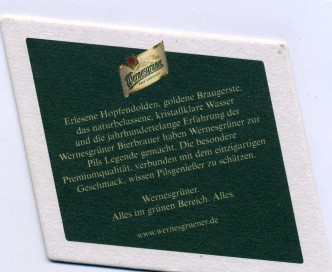 Wernesgrüner
Erlesene Hopfendolden, goldene Braugerste,
das naturbelassene, kristallklare Wasser
und die jahrhundertelange Erfahrung der
Wernesgrüner Bierbrauer haben Wernesgrüner zur
Pils Legende gemacht. Die besondere
Premiumqualität, verbunden mit dem einzigartigen
Geschmack, wissen Pilsgenießer zu schätzen.
Wernesgrüner.
Alles im grünen Bereich. Alles.
www.wernesgruener.de